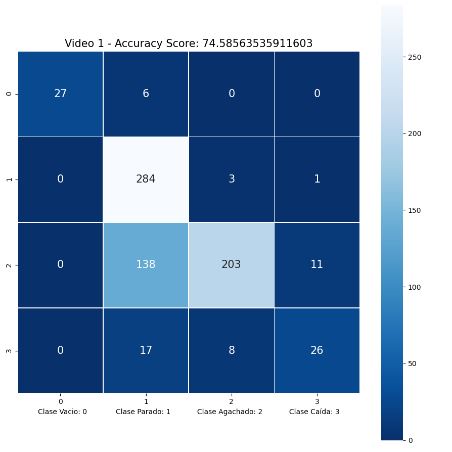 Video 1 - Accuracy Score: 74.58563535911603
0 27 6 0 0
1 0 284 3 1
2 0 138 203 11
3 0 17 8 26
0 1 2 3
Clase Vacio: 0 Clase Parado: 1 Clase Agachado: 2 Clase Caída: 3
250
200
150
100
50
0